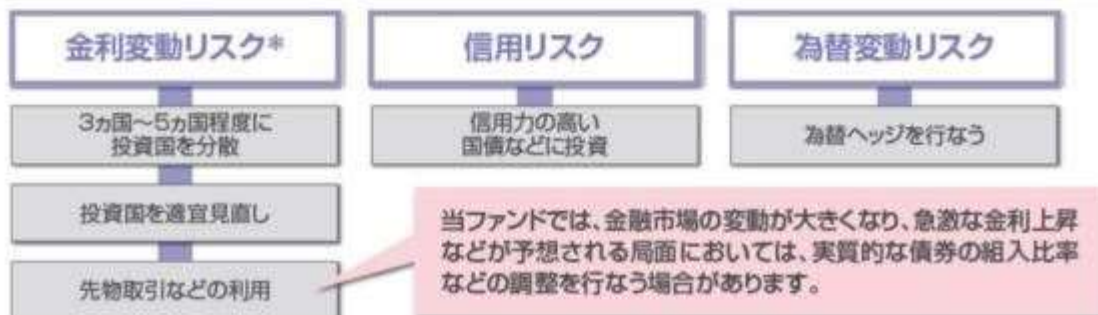 金利変動リスク*
信用リスク
為替変動リスク
3ヵ国～5ヵ国程度に
投資国を分散
信用力の高い
国債などに投資
為替ヘッジを行なう
投資国を適宜見直し
先物取引などの利用
当ファンドでは、金融市場の変動が大きくなり、急激な金利上昇
などが予想される局面においては、実質的な債券の組入比率
などの調整を行なう場合があります。